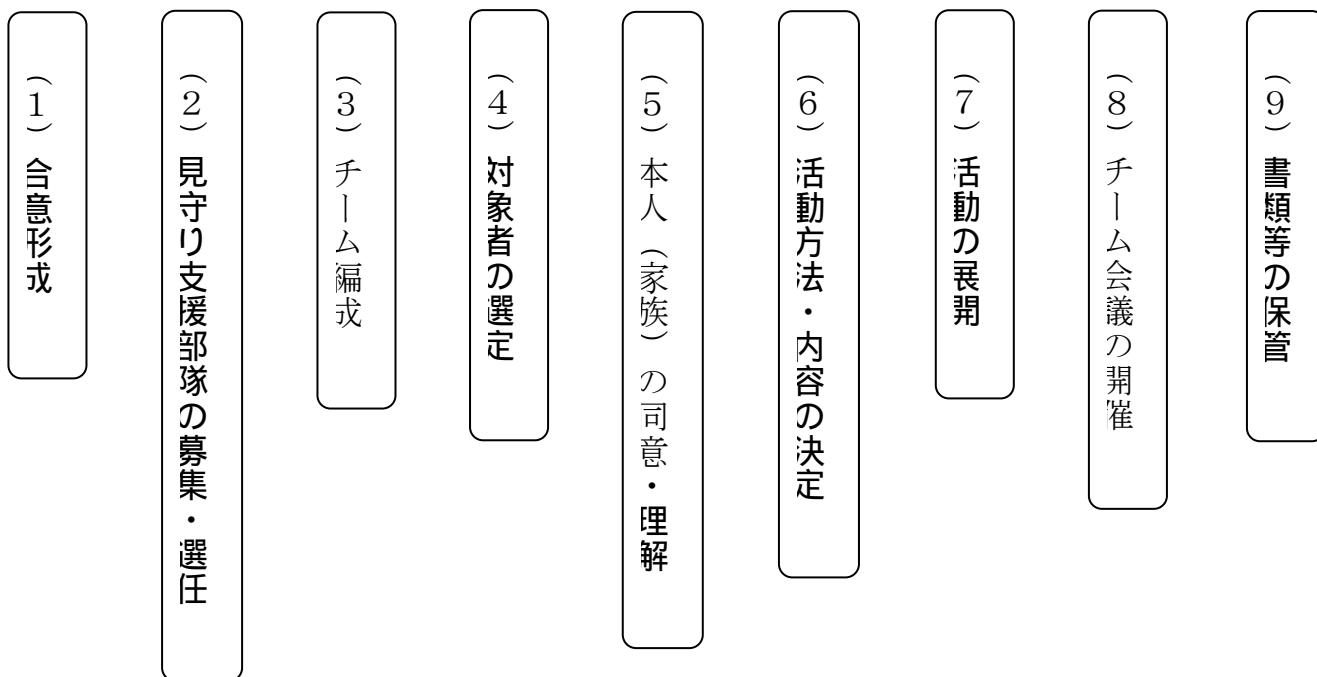 （１）合意形成
（２）見守り支援部隊の募集・選任
（３）チーム編成
（４）対象者の選定
（５）本人（家族）の同意・理解
（６）活動方法・内容の決定
（７）活動の展開
（８）チーム会議の開催
（９）書類等の保管